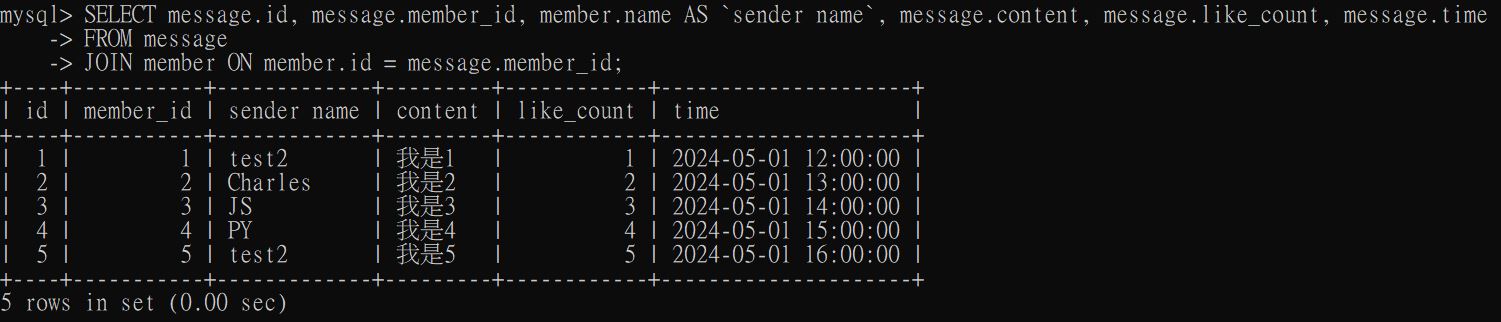 mysql> SELECT message.id, message.member_id, member.name AS `sender name`, message.content, message.like_count, message.time
    -> FROM message
    -> JOIN member ON member.id = message.member_id;
+----+-----------+-------------+---------+------------+---------------------+
| id | member_id | sender name | content | like_count | time                |
+----+-----------+-------------+---------+------------+---------------------+
|  1 |         1 | test2       | 我是1   |          1 | 2024-05-01 12:00:00 |
|  2 |         2 | Charles     | 我是2   |          2 | 2024-05-01 13:00:00 |
|  3 |         3 | JS          | 我是3   |          3 | 2024-05-01 14:00:00 |
|  4 |         4 | PY          | 我是4   |          4 | 2024-05-01 15:00:00 |
|  5 |         5 | test2       | 我是5   |          5 | 2024-05-01 16:00:00 |
+----+-----------+-------------+---------+------------+---------------------+
5 rows in set (0.00 sec)